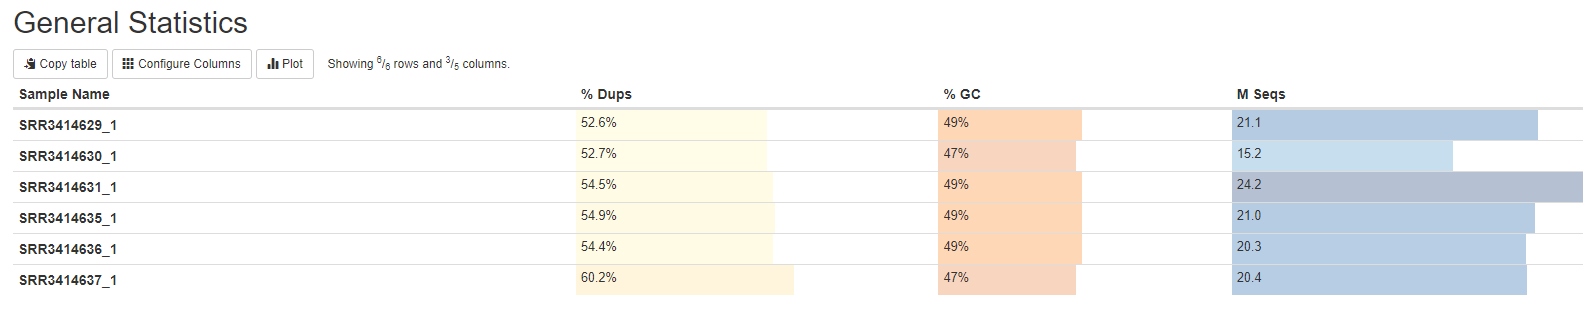 General Statistics
Copy table Configure Columns Plot Showing 6/6 rows and 3/5 columns.
Sample Name % Dups % GC M Seqs
SRR3414629_1 52.6% 49% 21.1
SRR3414630_1 52.7% 47% 15.2
SRR3414631_1 54.5% 49% 24.2
SRR3414635_1 54.9% 49% 21.0
SRR3414636_1 54.4% 49% 20.3
SRR3414637_1 60.2% 47% 20.4